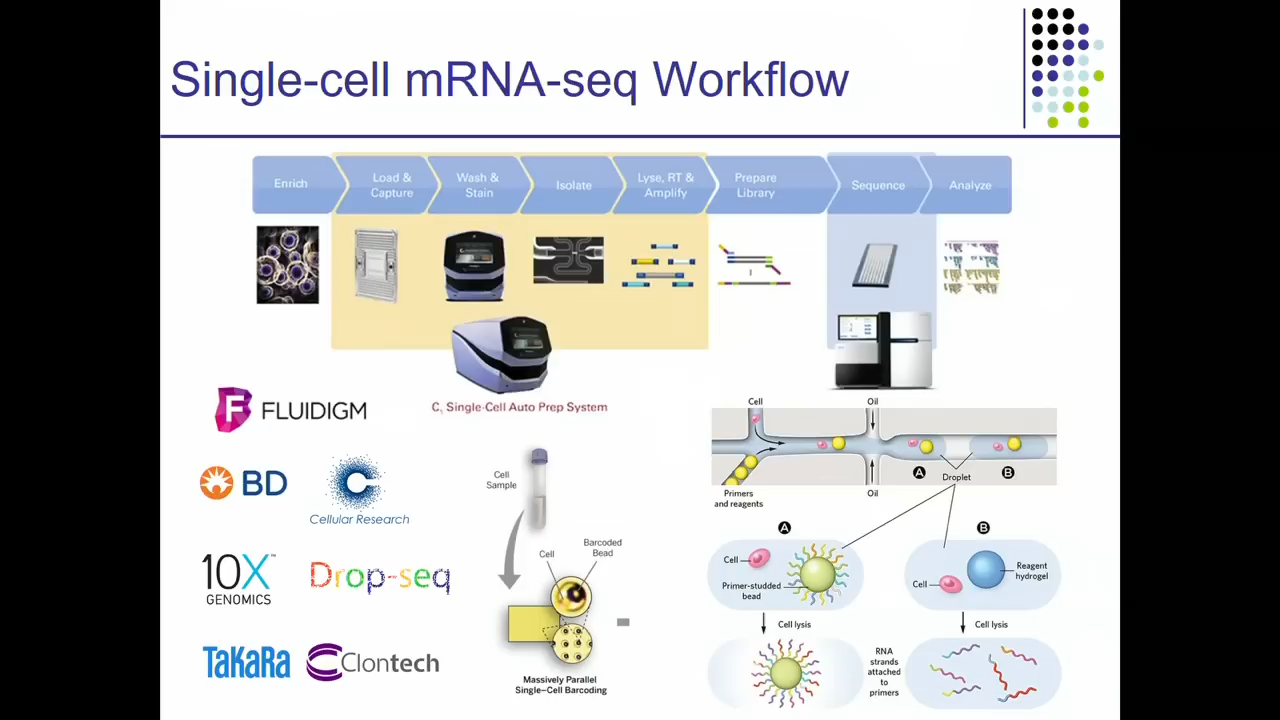 Single-cell mRNA-seq Workflow
Enrich
Load &
Capture
Wash &
Stain
Isolate
Lyse, RT &
Amplify
Prepare
Library
Sequence
Analyze
C₁ Single-Cell Auto Prep System
F FLUIDIGM
BD
Cellular Research
10X™
GENOMICS
Drop-seq
TaKaRa
Clontech
Cell
Sample
Cell
Barcoded
Bead
Massively Parallel
Single-Cell Barcoding
Cell
Oil
A
B
Droplet
Primers
and reagents
Oil
A
B
Cell
Primer-studded
bead
Cell
Reagent
hydrogel
Cell lysis
Cell lysis
RNA
strands
attached
to
primers